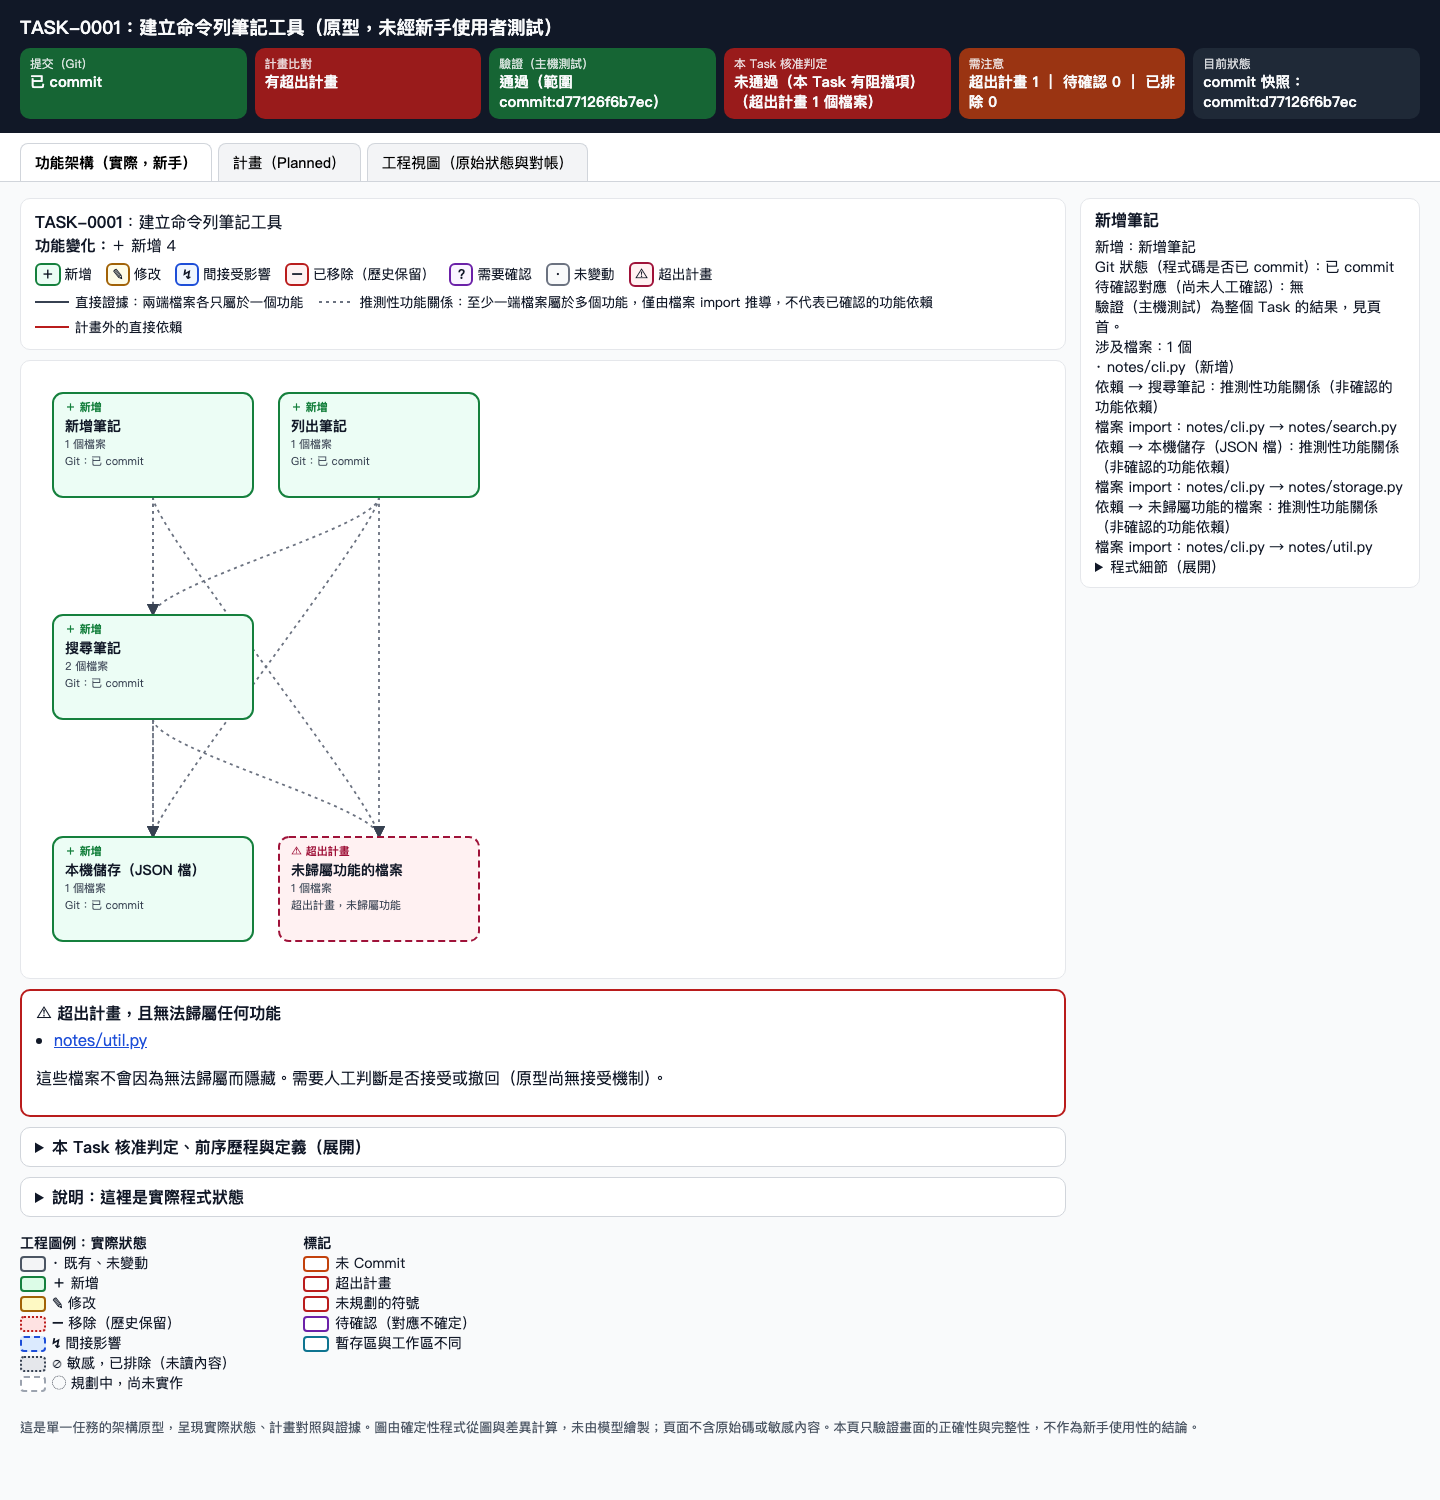 TASK-0001：建立命令列筆記工具（原型，未經新手使用者測試）
提交（Git）
已 commit
計畫比對
有超出計畫
驗證（主機測試）
通過（範圍
commit:d77126f6b7ec）
本 Task 核准判定
未通過（本 Task 有阻擋項）
（超出計畫 1 個檔案）
需注意
超出計畫 1 ｜ 待確認 0 ｜ 已排
除 0
目前狀態
commit 快照：
commit:d77126f6b7ec
功能架構（實際，新手）
計畫（Planned）
工程視圖（原始狀態與對帳）
TASK-0001：建立命令列筆記工具
功能變化：＋ 新增 4
＋ 新增 ✎ 修改 ↯ 間接受影響 － 已移除（歷史保留） ? 需要確認 · 未變動 ⚠ 超出計畫
直接證據：兩端檔案各只屬於一個功能 推測性功能關係：至少一端檔案屬於多個功能，僅由檔案 import 推導，不代表已確認的功能依賴
計畫外的直接依賴
＋ 新增
新增筆記
1 個檔案
Git：已 commit
＋ 新增
列出筆記
1 個檔案
Git：已 commit
＋ 新增
搜尋筆記
2 個檔案
Git：已 commit
＋ 新增
本機儲存（JSON 檔）
1 個檔案
Git：已 commit
⚠ 超出計畫
未歸屬功能的檔案
1 個檔案
超出計畫，未歸屬功能
新增筆記
新增：新增筆記
Git 狀態（程式碼是否已 commit）：已 commit
待確認對應（尚未人工確認）：無
驗證（主機測試）為整個 Task 的結果，見頁
首。
涉及檔案：1 個
· notes/cli.py（新增）
依賴 → 搜尋筆記：推測性功能關係（非確認的
功能依賴）
檔案 import：notes/cli.py → notes/search.py
依賴 → 本機儲存（JSON 檔）：推測性功能關係
（非確認的功能依賴）
檔案 import：notes/cli.py → notes/storage.py
依賴 → 未歸屬功能的檔案：推測性功能關係
（非確認的功能依賴）
檔案 import：notes/cli.py → notes/util.py
▶ 程式細節（展開）
⚠ 超出計畫，且無法歸屬任何功能
• notes/util.py
這些檔案不會因為無法歸屬而隱藏。需要人工判斷是否接受或撤回（原型尚無接受機制）。
▶ 本 Task 核准判定、前序歷程與定義（展開）
▶ 說明：這裡是實際程式狀態
工程圖例：實際狀態
· 既有、未變動
＋ 新增
✎ 修改
－ 移除（歷史保留）
↯ 間接影響
⊘ 敏感，已排除（未讀內容）
◌ 規劃中，尚未實作
標記
未 Commit
超出計畫
未規劃的符號
待確認（對應不確定）
暫存區與工作區不同
這是單一任務的架構原型，呈現實際狀態、計畫對照與證據。圖由確定性程式從圖與差異計算，未由模型繪製；頁面不含原始碼或敏感內容。本頁只驗證畫面的正確性與完整性，不作為新手使用性的結論。